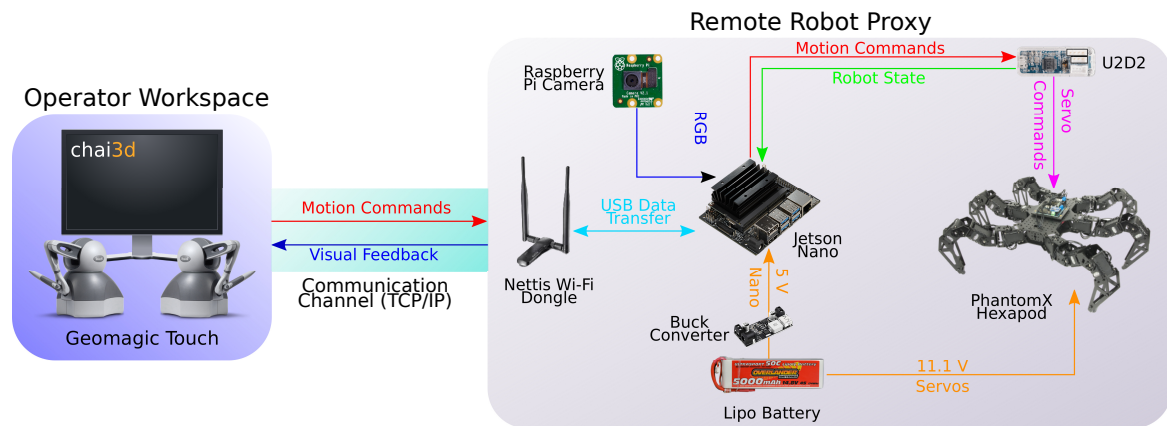 Remote Robot Proxy
Operator Workspace
chai3d
Geomagic Touch
Motion Commands
Visual Feedback
Communication
Channel (TCP/IP)
Raspberry
Pi Camera
RGB
Motion Commands
Robot State
U2D2
Servo
Commands
USB Data
Transfer
Nettis Wi-Fi
Dongle
Jetson
Nano
5 V
Nano
Buck
Converter
PhantomX
Hexapod
OVERLANDER
5000mAh
11.1 V
Servos
Lipo Battery